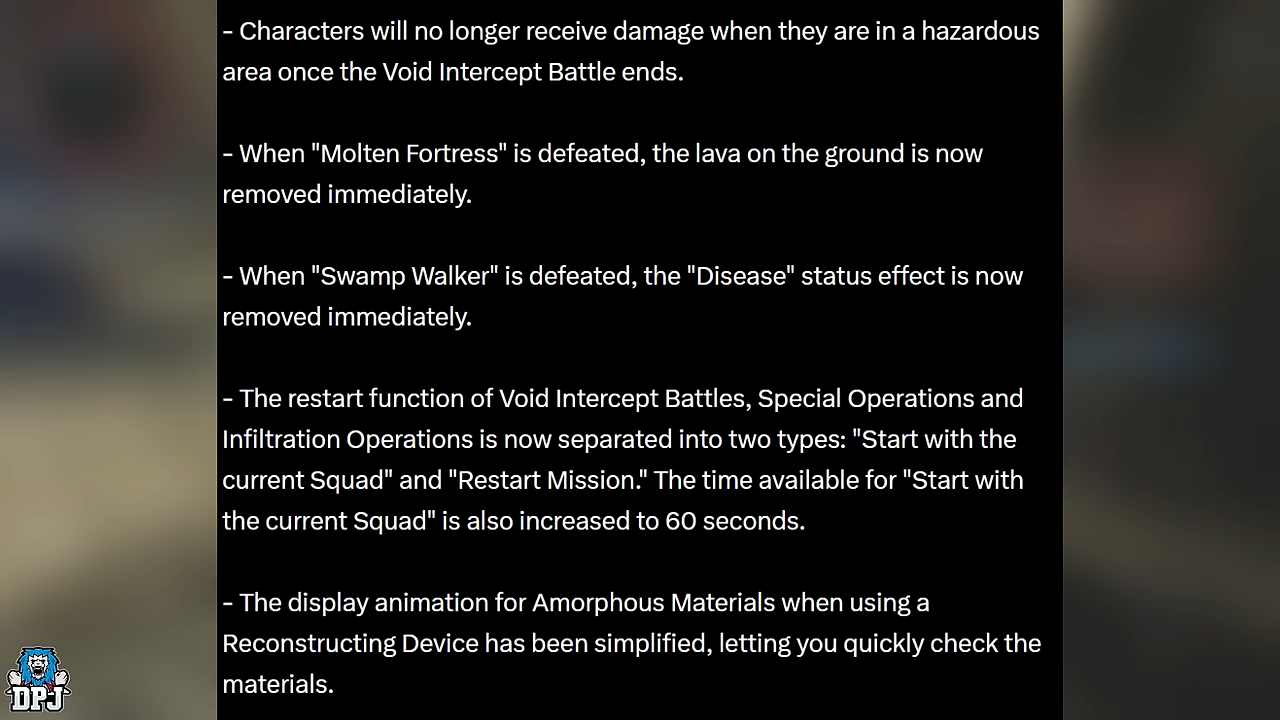 - Characters will no longer receive damage when they are in a hazardous
area once the Void Intercept Battle ends.
- When "Molten Fortress" is defeated, the lava on the ground is now
removed immediately.
- When "Swamp Walker" is defeated, the "Disease" status effect is now
removed immediately.
- The restart function of Void Intercept Battles, Special Operations and
Infiltration Operations is now separated into two types: "Start with the
current Squad" and "Restart Mission." The time available for "Start with
the current Squad" is also increased to 60 seconds.
- The display animation for Amorphous Materials when using a
Reconstructing Device has been simplified, letting you quickly check the
materials.
DPJ